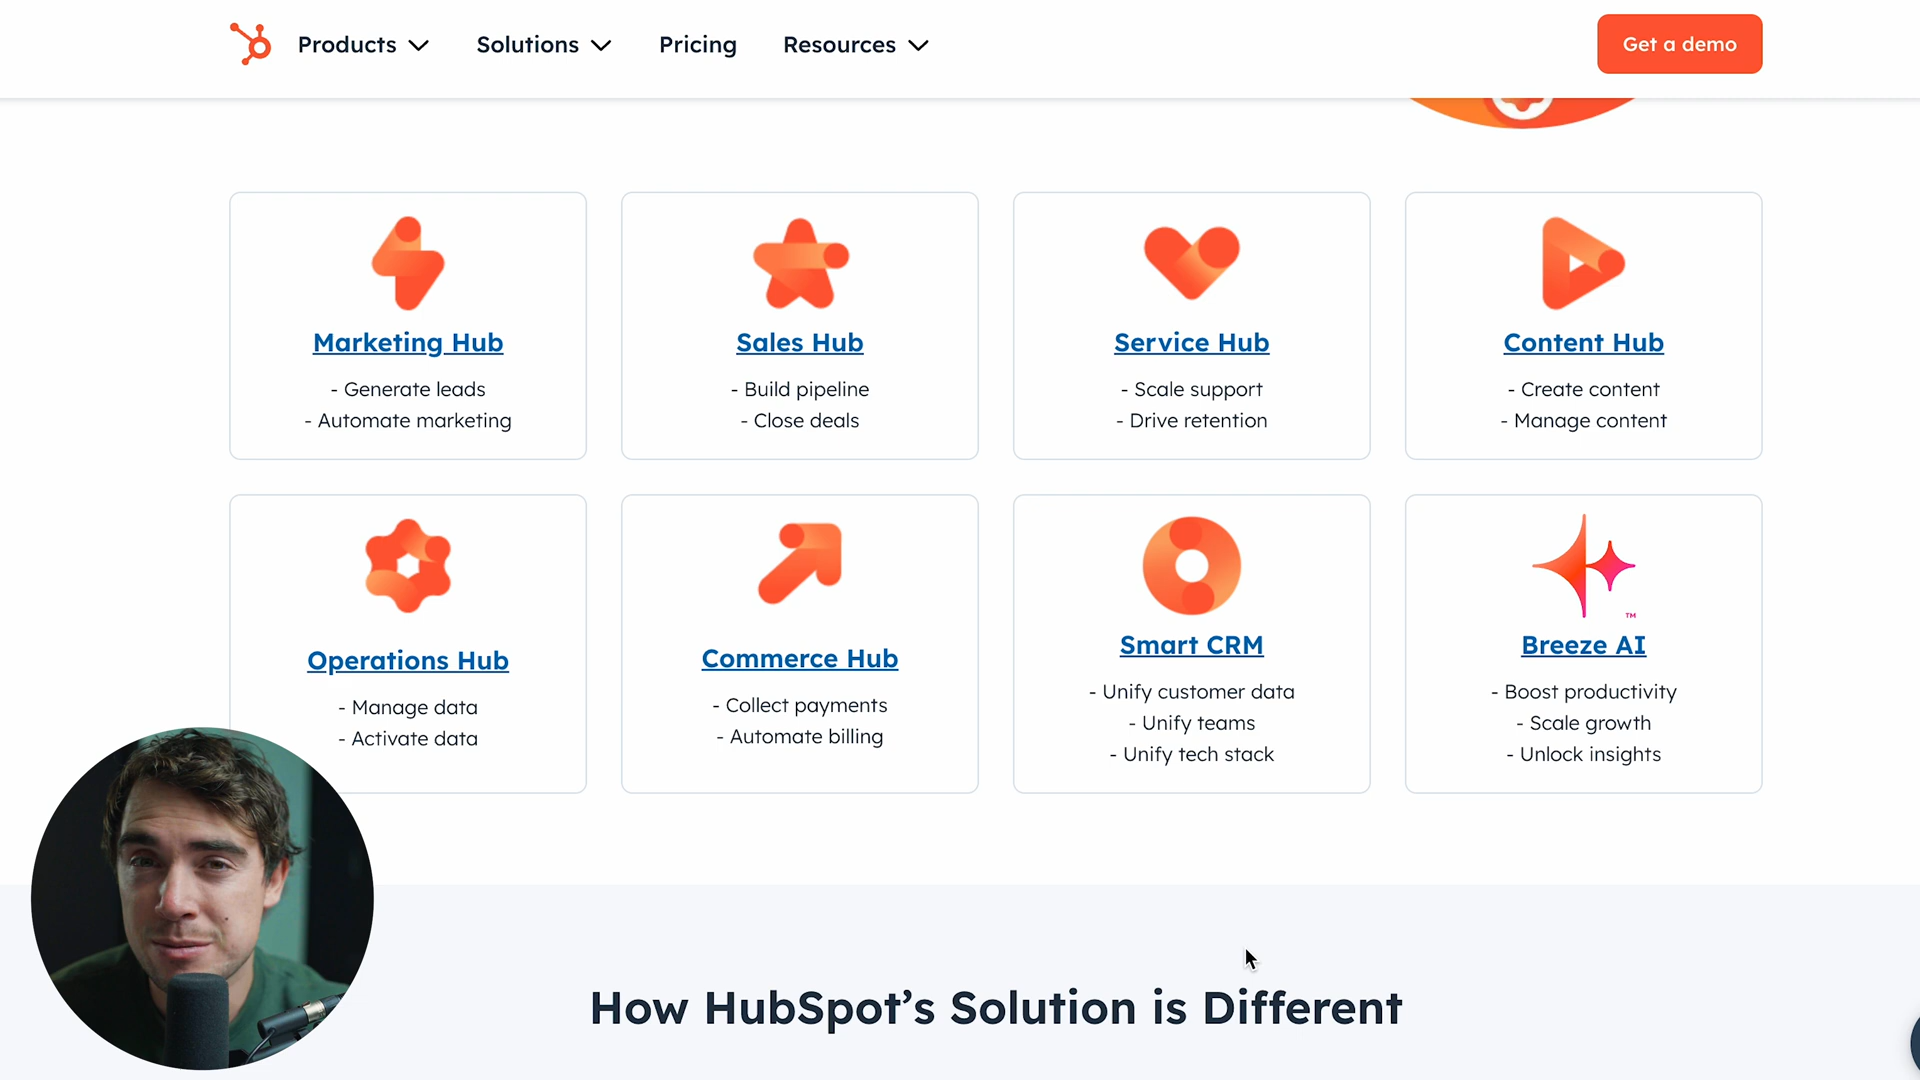 Products
Solutions
Pricing
Resources
Get a demo
Marketing Hub
- Generate leads
- Automate marketing
Sales Hub
- Build pipeline
- Close deals
Service Hub
- Scale support
- Drive retention
Content Hub
- Create content
- Manage content
Operations Hub
- Manage data
- Activate data
Commerce Hub
- Collect payments
- Automate billing
Smart CRM
- Unify customer data
- Unify teams
- Unify tech stack
TM
Breeze AI
- Boost productivity
- Scale growth
- Unlock insights
How HubSpot’s Solution is Different